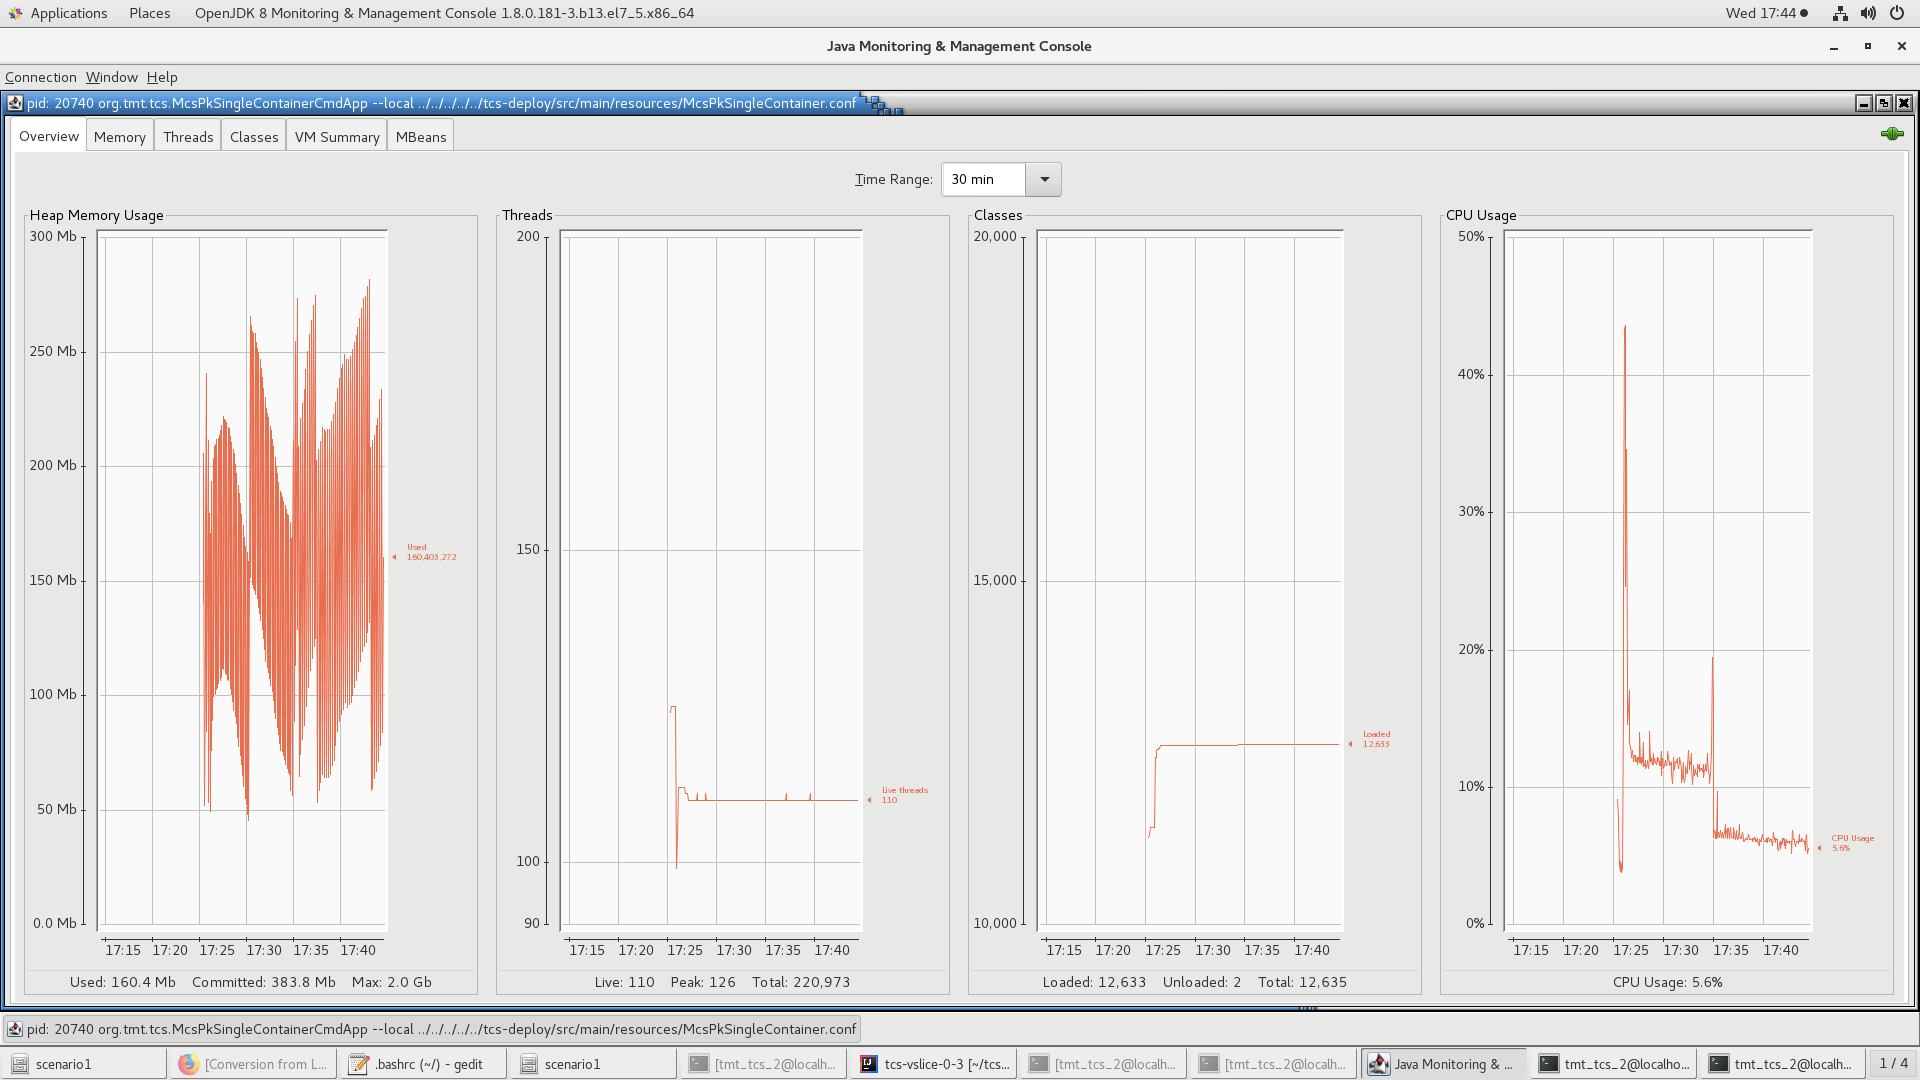 Applications Places OpenJDK 8 Monitoring & Management Console 1.8.0.181-3.b13.el7_5.x86_64 Wed 17:44
Java Monitoring & Management Console
Connection Window Help
pid: 20740 org.tmt.tcs.McsPkSingleContainerCmdApp --local ../../../../../tcs-deploy/src/main/resources/McsPkSingleContainer.conf
Overview Memory Threads Classes VM Summary MBeans
Time Range: 30 min
Heap Memory Usage
300 Mb
250 Mb
200 Mb
150 Mb
100 Mb
50 Mb
0.0 Mb
17:15 17:20 17:25 17:30 17:35 17:40
Used
160,403,272
Used: 160.4 Mb Committed: 383.8 Mb Max: 2.0 Gb
Threads
200
150
100
90
17:15 17:20 17:25 17:30 17:35 17:40
Live threads
110
Live: 110 Peak: 126 Total: 220,973
Classes
20,000
15,000
10,000
17:15 17:20 17:25 17:30 17:35 17:40
Loaded
12,633
Loaded: 12,633 Unloaded: 2 Total: 12,635
CPU Usage
50%
40%
30%
20%
10%
0%
17:15 17:20 17:25 17:30 17:35 17:40
CPU Usage
5.6%
CPU Usage: 5.6%
pid: 20740 org.tmt.tcs.McsPkSingleContainerCmdApp --local ../../../../../tcs-deploy/src/main/resources/McsPkSingleContainer.conf
scenario1 [Conversion from L... .bashrc (~/) - gedit scenario1 [tmt_tcs_2@localh... tcs-vslice-0-3 [~/tcs... [tmt_tcs_2@localh... [tmt_tcs_2@localh... Java Monitoring & ... tmt_tcs_2@localho... tmt_tcs_2@localh... 1 / 4